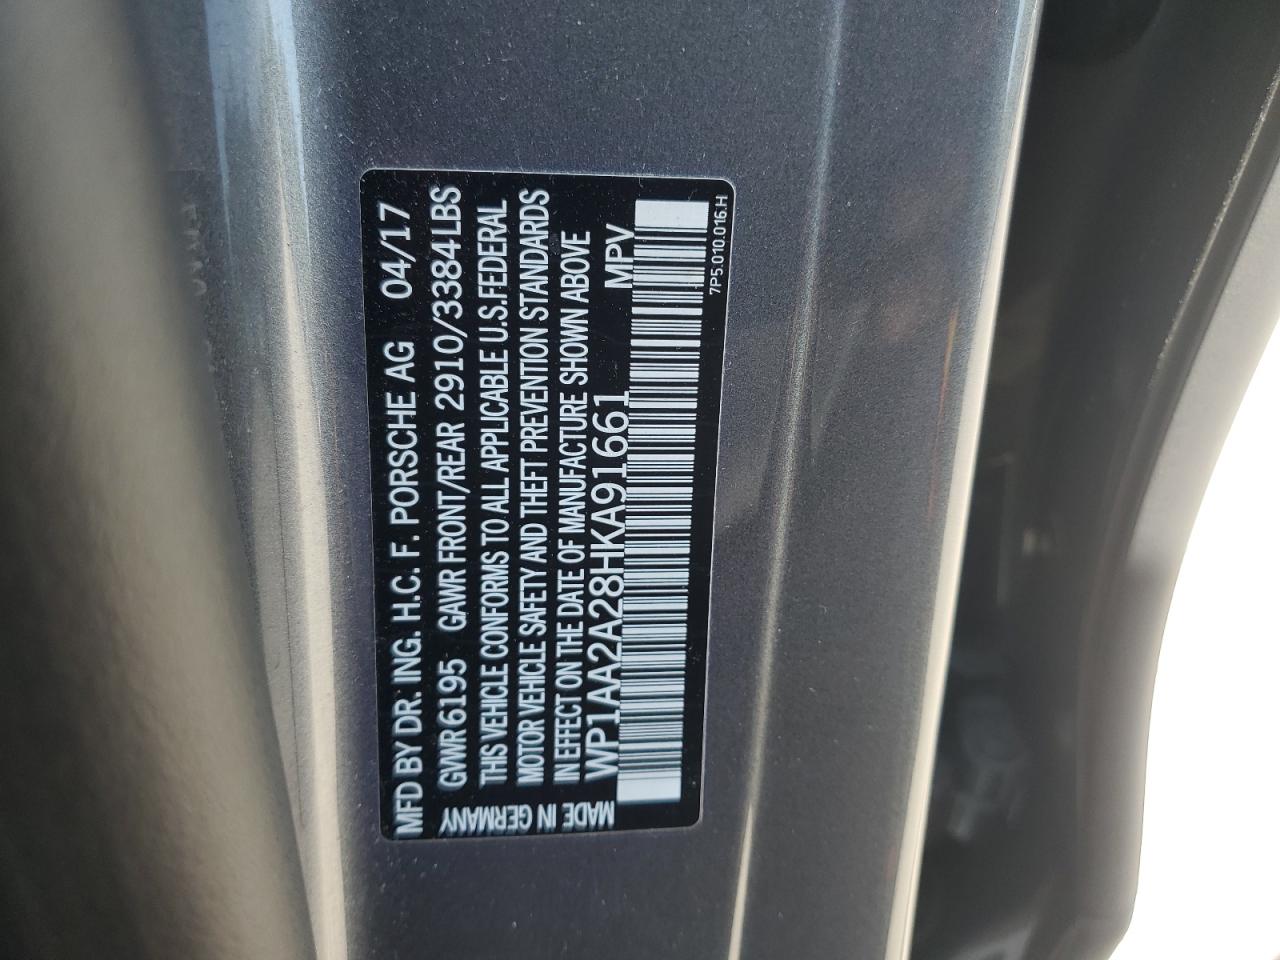 MFD BY DR. ING. H.C. F. PORSCHE AG 04/17
GVWR 6195 GAWR FRONT/REAR 2910/3384 LBS
THIS VEHICLE CONFORMS TO ALL APPLICABLE U.S. FEDERAL
MOTOR VEHICLE SAFETY AND THEFT PREVENTION STANDARDS
IN EFFECT ON THE DATE OF MANUFACTURE SHOWN ABOVE
WP1AA2A28HKA91661 MPV
MADE IN GERMANY
7P5.010.016.H